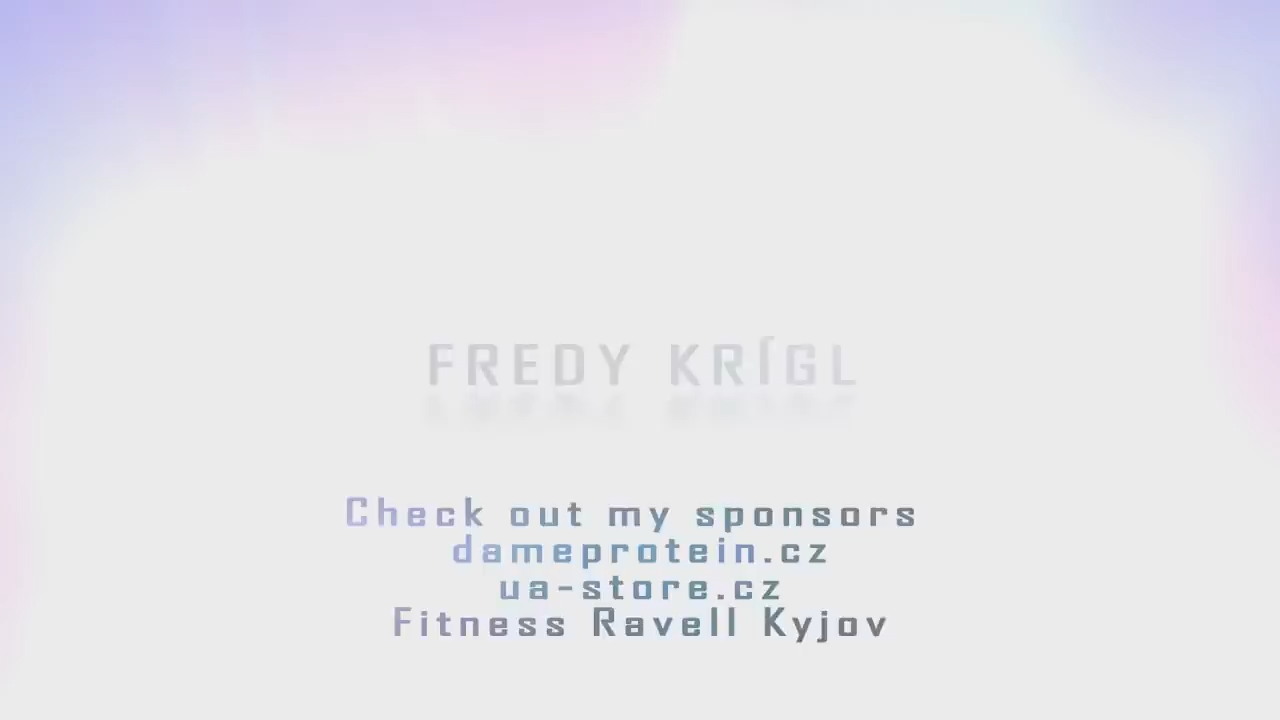 FREDY KRÍGL
Check out my sponsors
dameprotein.cz
ua-store.cz
Fitness Ravell Kyjov